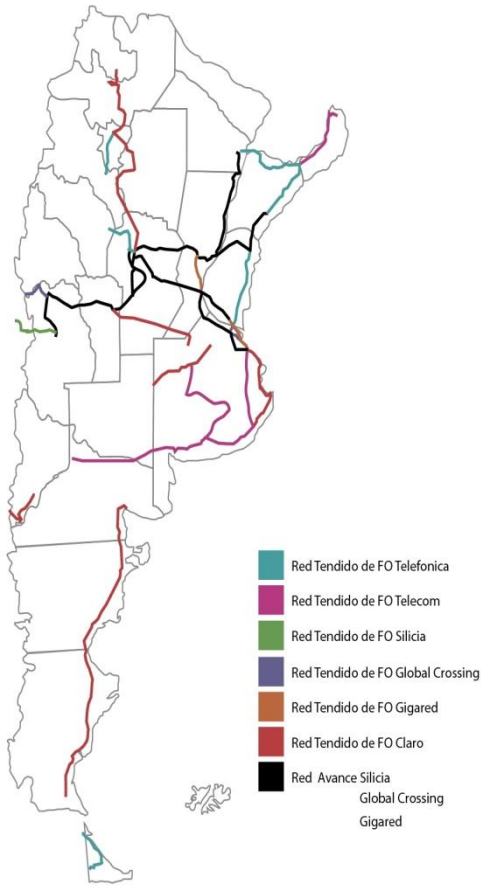 Red Tendido de FO Telefonica
Red Tendido de FO Telecom
Red Tendido de FO Silicia
Red Tendido de FO Global Crossing
Red Tendido de FO Gigared
Red Tendido de FO Claro
Red Avance Silicia
Global Crossing
Gigared